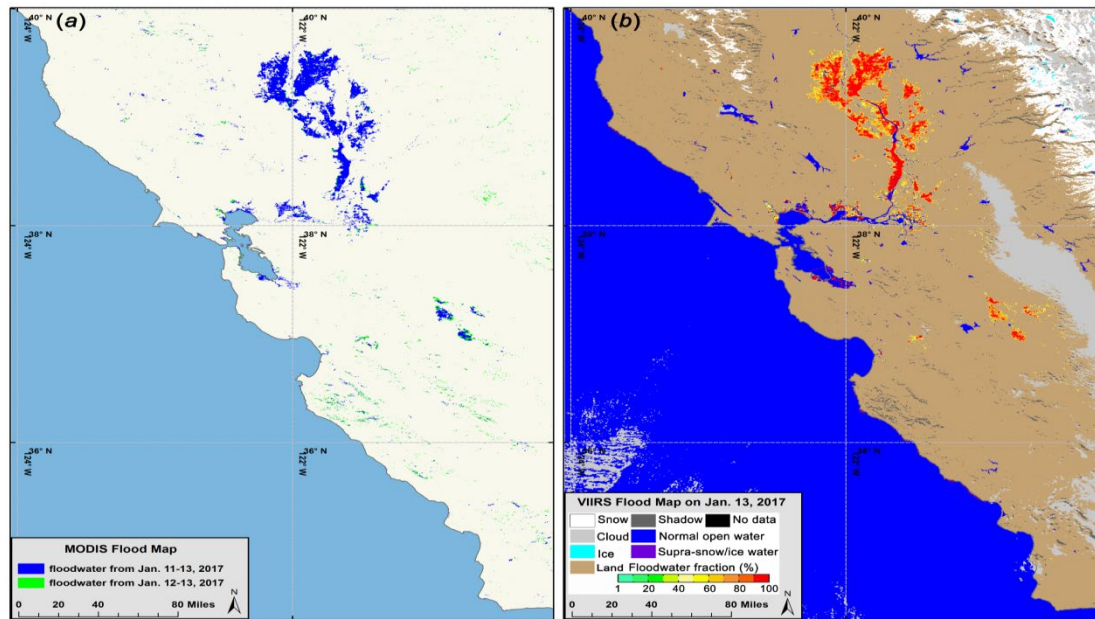 40° N
124° W
(a)
40° N
122° W
38° N
124° W
38° N
122° W
36° N
124° W
36° N
122° W
MODIS Flood Map
floodwater from Jan. 11-13, 2017
floodwater from Jan. 12-13, 2017
0 20 40 80 Miles
N
40° N
124° W
(b)
40° N
122° W
38° N
124° W
38° N
122° W
36° N
124° W
36° N
122° W
VIIRS Flood Map on Jan. 13, 2017
Snow Shadow No data
Cloud Normal open water
Ice Supra-snow/ice water
Land Floodwater fraction (%)
1 20 40 60 80 100
0 20 40 80 Miles
N